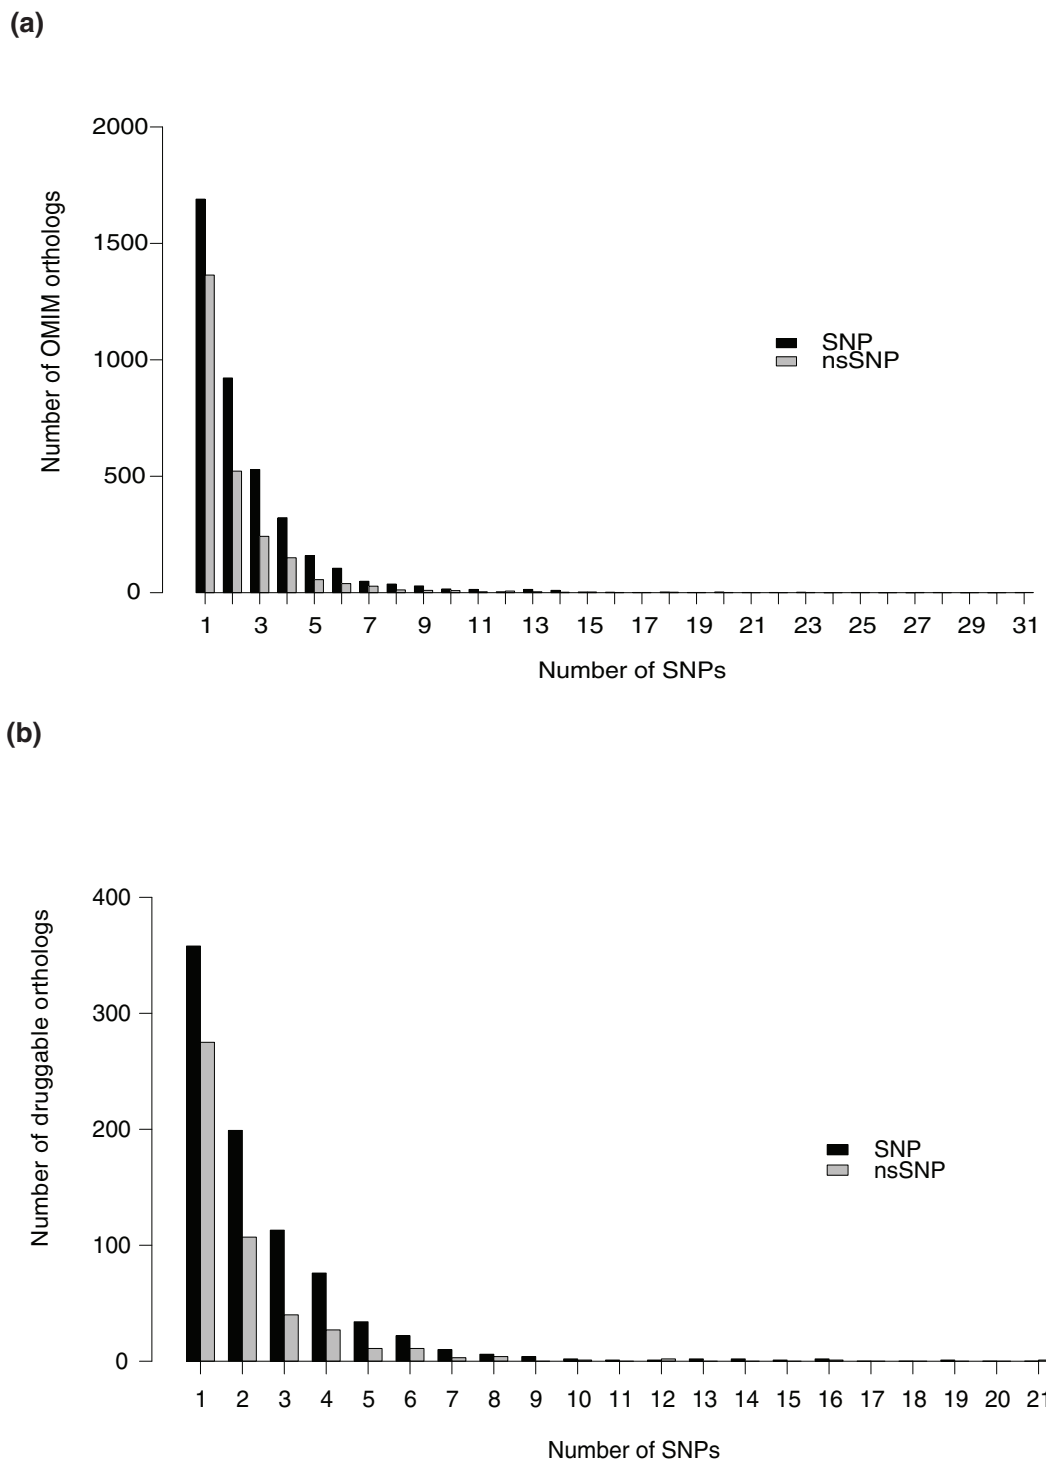 (a)
2000
1500
1000
500
0
Number of OMIM orthologs
SNP
nsSNP
1 3 5 7 9 11 13 15 17 19 21 23 25 27 29 31
Number of SNPs
(b)
400
300
200
100
0
Number of druggable orthologs
SNP
nsSNP
1 2 3 4 5 6 7 8 9 10 11 12 13 14 15 16 17 18 19 20 21
Number of SNPs